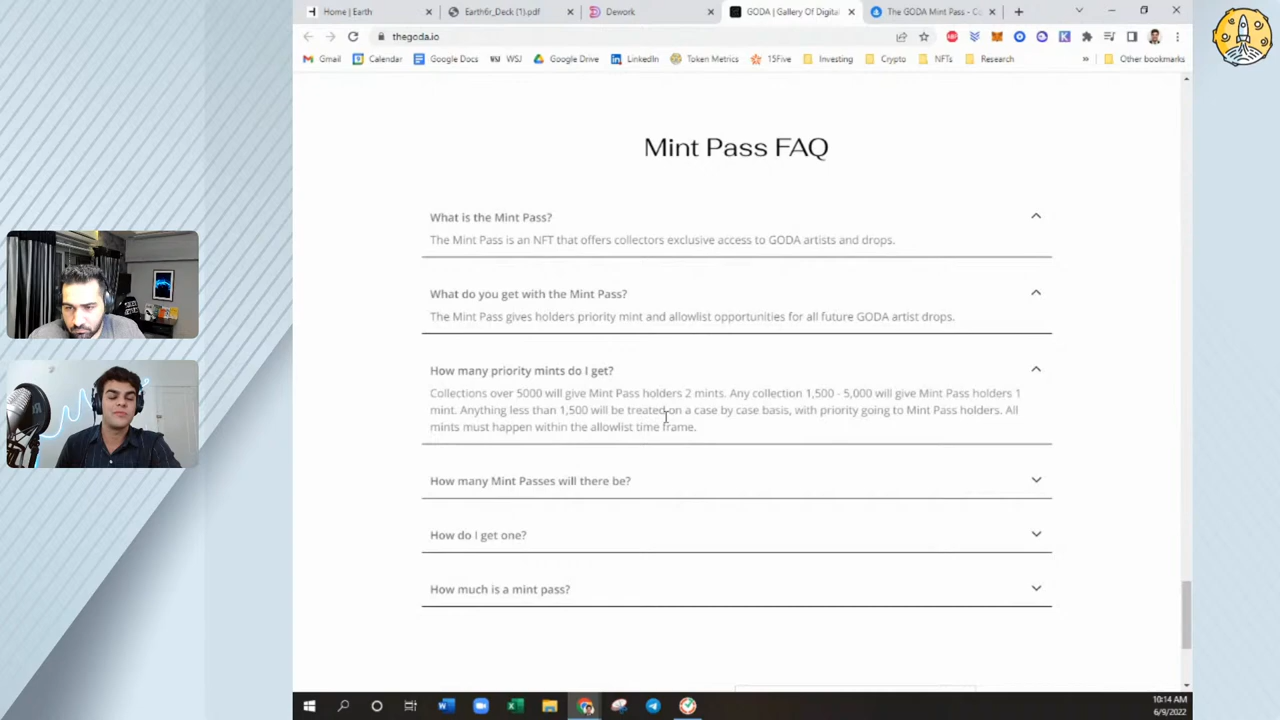 Home | Earth
Earth6r_Deck (1).pdf
Dework
GODA | Gallery Of Digital
The GODA Mint Pass - C
thegoda.io
Gmail
Calendar
Google Docs
WSJ
Google Drive
LinkedIn
Token Metrics
15Five
Investing
Crypto
NFTs
Research
»
Other bookmarks
Mint Pass FAQ
What is the Mint Pass?
The Mint Pass is an NFT that offers collectors exclusive access to GODA artists and drops.
What do you get with the Mint Pass?
The Mint Pass gives holders priority mint and allowlist opportunities for all future GODA artist drops.
How many priority mints do I get?
Collections over 5000 will give Mint Pass holders 2 mints. Any collection 1,500 - 5,000 will give Mint Pass holders 1
mint. Anything less than 1,500 will be treated on a case by case basis, with priority going to Mint Pass holders. All
mints must happen within the allowlist time frame.
How many Mint Passes will there be?
How do I get one?
How much is a mint pass?
10:14 AM
6/9/2022